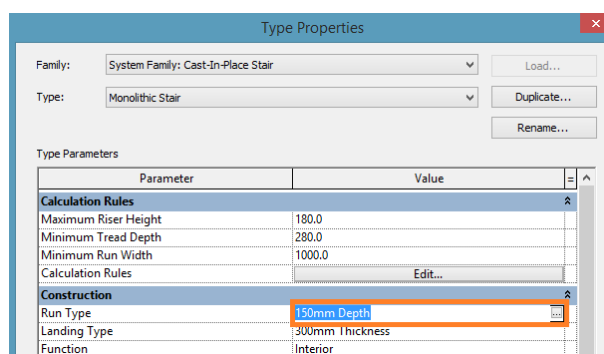 Type Properties
Family: System Family: Cast-In-Place Stair Load...
Type: Monolithic Stair Duplicate...
Rename...
Type Parameters
Parameter Value =
Calculation Rules
Maximum Riser Height 180.0
Minimum Tread Depth 280.0
Minimum Run Width 1000.0
Calculation Rules Edit...
Construction
Run Type 150mm Depth ...
Landing Type 300mm Thickness
Function Interior